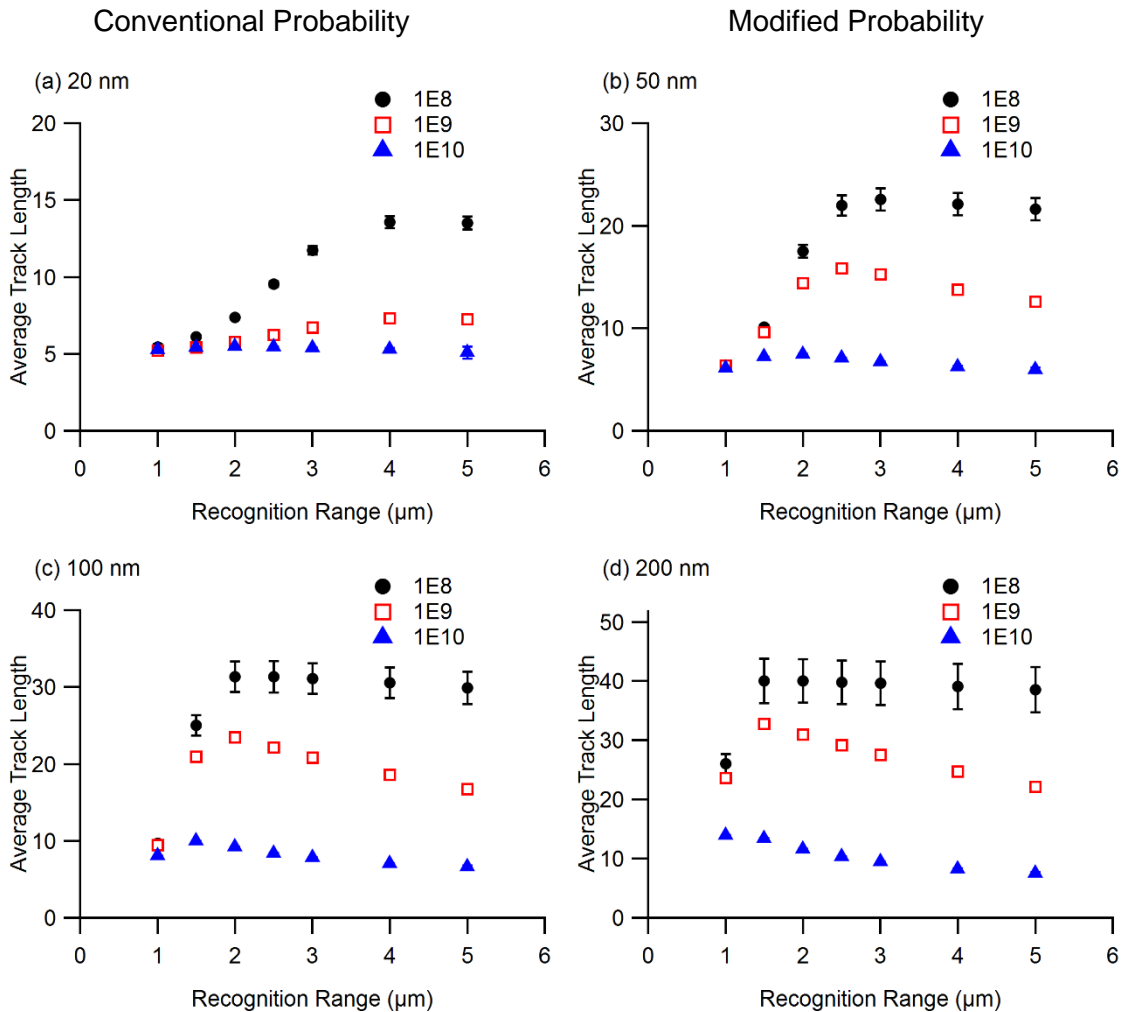 Conventional Probability
Modified Probability
(a) 20 nm
1E8
1E9
1E10
20
15
10
5
0
Average Track Length
0 1 2 3 4 5 6
Recognition Range (µm)
(b) 50 nm
1E8
1E9
1E10
30
20
10
0
Average Track Length
0 1 2 3 4 5 6
Recognition Range (µm)
(c) 100 nm
1E8
1E9
1E10
40
30
20
10
0
Average Track Length
0 1 2 3 4 5 6
Recognition Range (µm)
(d) 200 nm
1E8
1E9
1E10
50
40
30
20
10
0
Average Track Length
0 1 2 3 4 5 6
Recognition Range (µm)